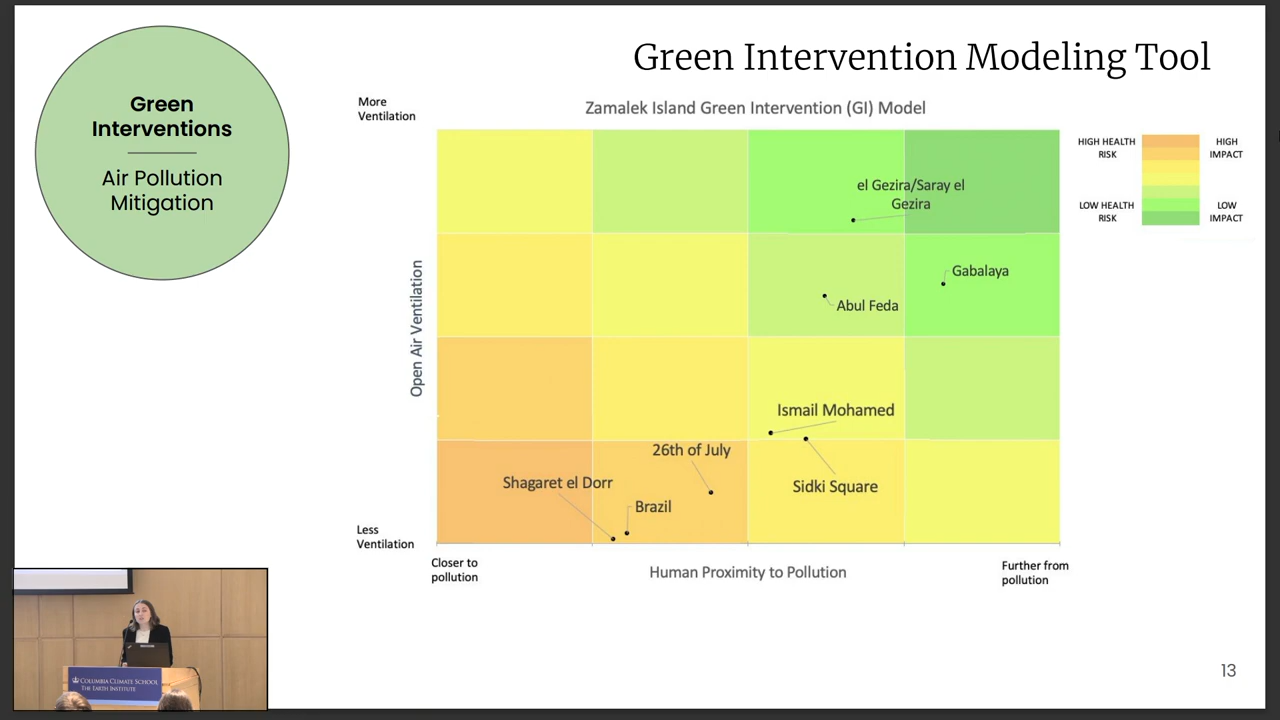 Green
Interventions
Air Pollution
Mitigation
Green Intervention Modeling Tool
Zamalek Island Green Intervention (GI) Model
More
Ventilation
Open Air Ventilation
Less
Ventilation
el Gezira/Saray el
Gezira
Gabalaya
Abul Feda
Ismail Mohamed
26th of July
Shagaret el Dorr
Sidki Square
Brazil
Closer to
pollution
Human Proximity to Pollution
Further from
pollution
HIGH HEALTH
RISK
HIGH
IMPACT
LOW HEALTH
RISK
LOW
IMPACT
COLUMBIA CLIMATE SCHOOL
THE EARTH INSTITUTE
13